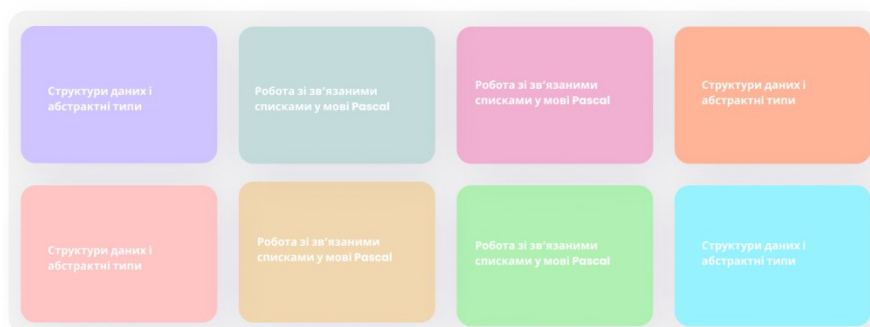 Структури даних і
абстрактні типи
Робота зі зв'язаними
списками у мові Pascal
Робота зі зв'язаними
списками у мові Pascal
Структури даних і
абстрактні типи
Структури даних і
абстрактні типи
Робота зі зв'язаними
списками у мові Pascal
Робота зі зв'язаними
списками у мові Pascal
Структури даних і
абстрактні типи